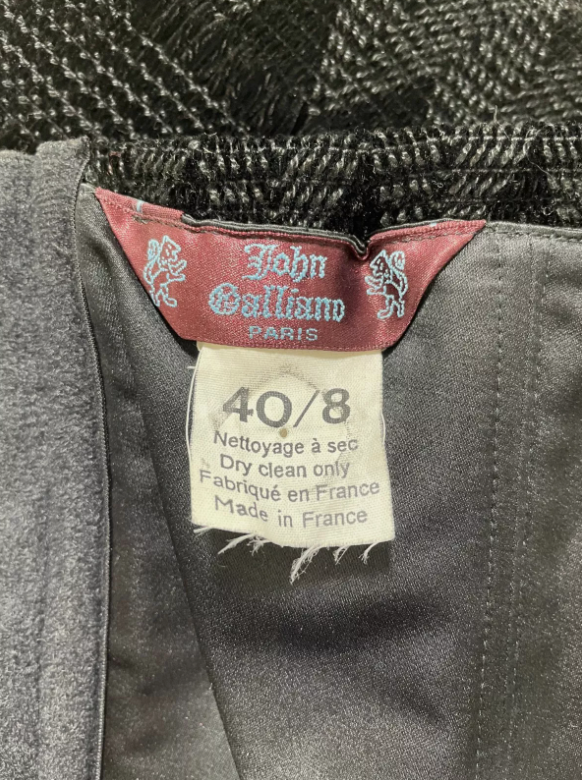 John
Galliano
PARIS
40/8
Nettoyage à sec
Dry clean only
Fabriqué en France
Made in France